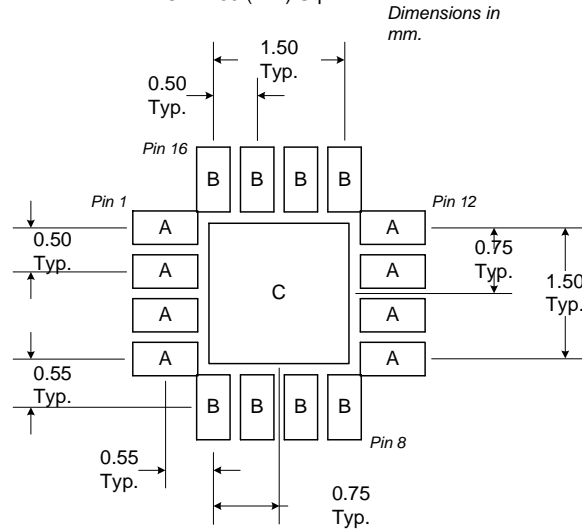 Dimensions in
mm.
1.50
Typ.
0.50
Typ.
Pin 16
B B B B
Pin 1
Pin 12
A A
0.50
Typ.
0.75
Typ.
A A
C
1.50
Typ.
A A
A A
0.55
Typ.
B B B B
Pin 8
0.55
Typ.
0.75
Typ.